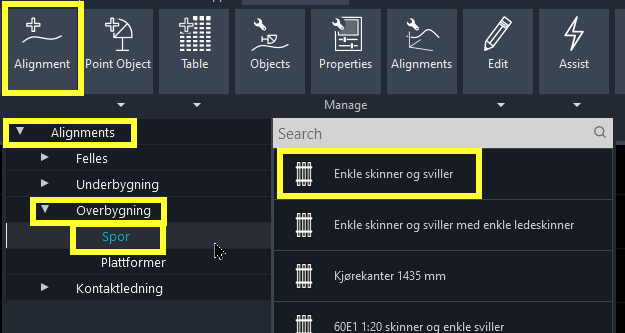 Alignment
Point Object
Table
Objects
Properties
Alignments
Edit
Assist
Manage
Alignments
Felles
Underbygning
Overbygning
Spor
Plattformer
Kontaktledning
Search
Enkle skinner og sviller
Enkle skinner og sviller med enkle ledeskinner
Kjørekanter 1435 mm
60E1 1:20 skinner og enkle sviller